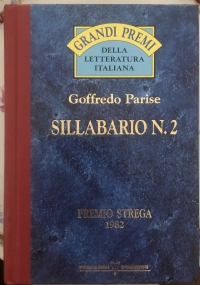 GRANDI PREMI
DELLA
LETTERATURA
ITALIANA
Goffredo Parise
SILLABARIO N. 2
PREMIO STREGA
1982